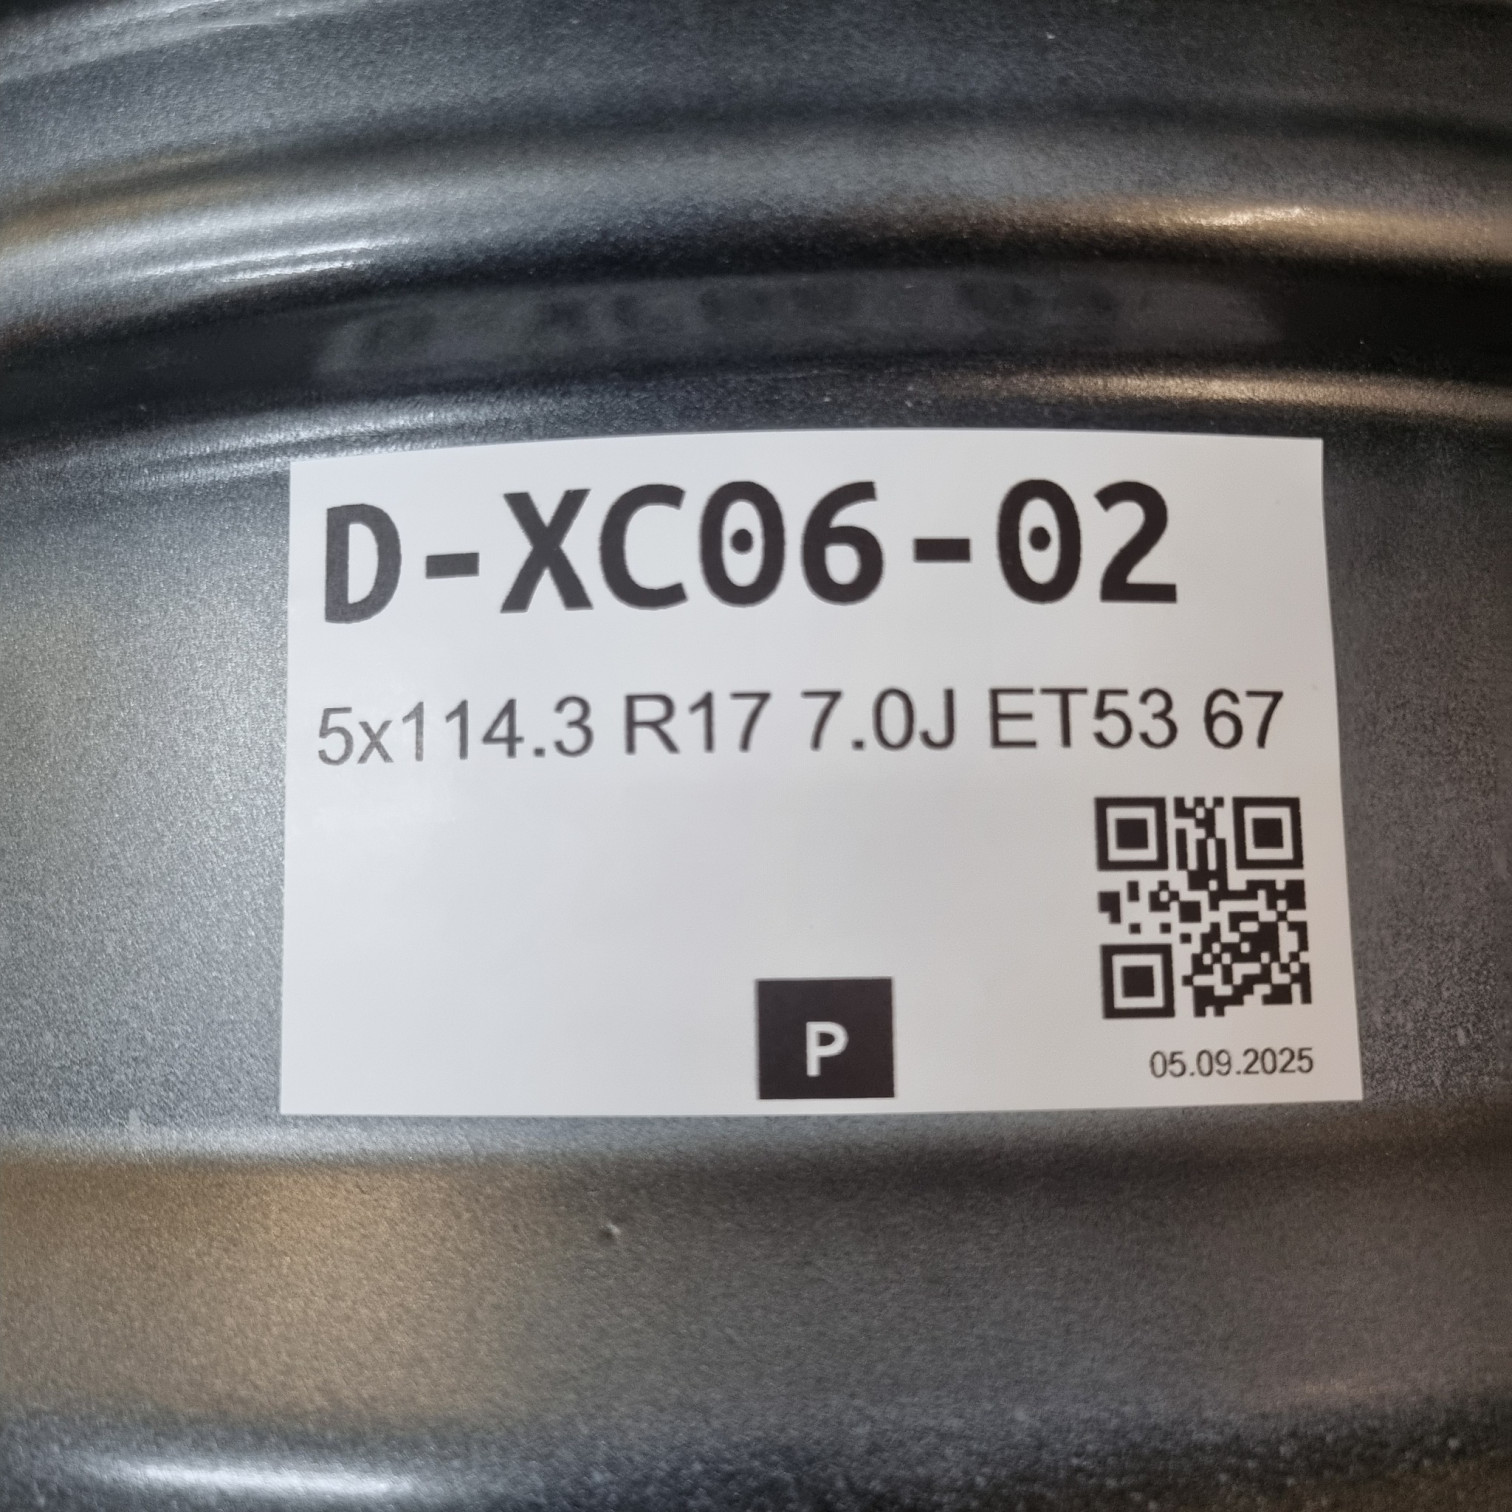 D-XC06-02
5x114.3 R17 7.0J ET53 67
P
05.09.2025